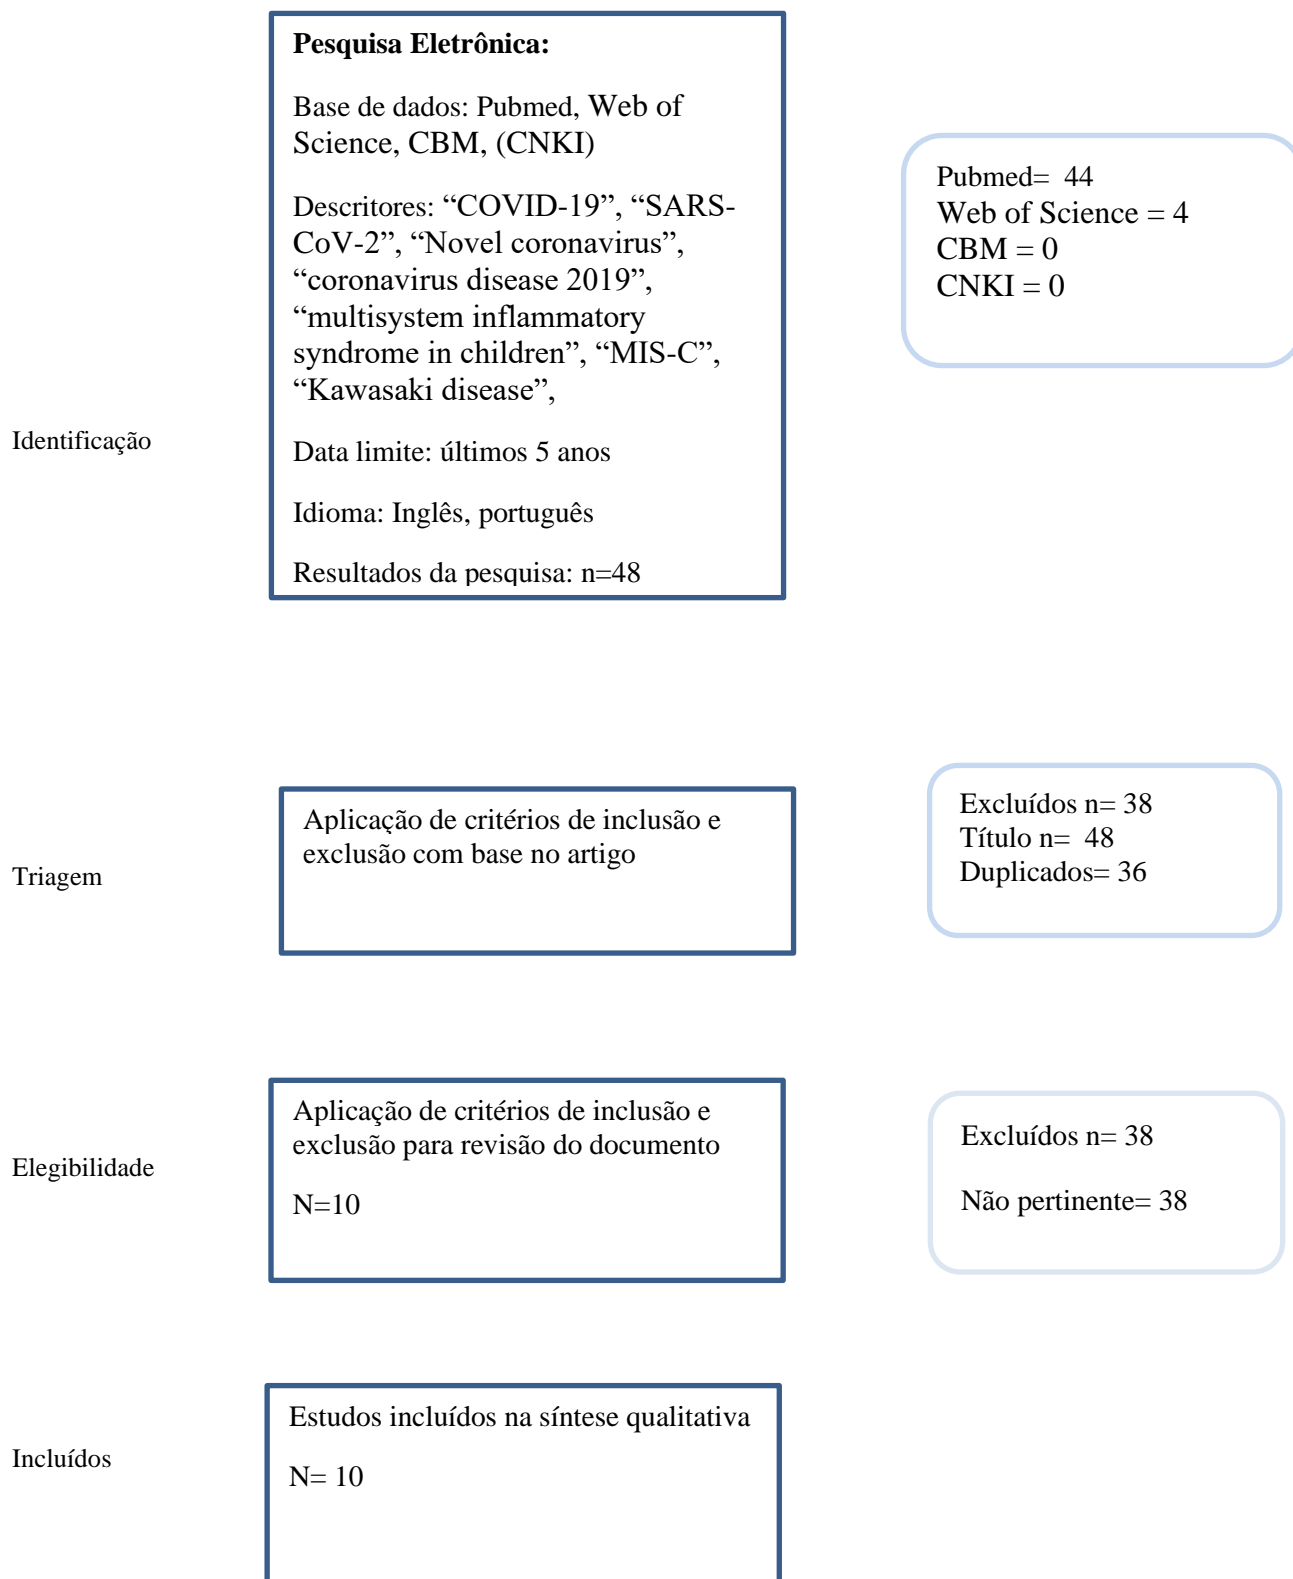 Pesquisa Eletrônica:
Base de dados: Pubmed, Web of
Science, CBM, (CNKI)
Descritores: “COVID-19”, “SARS-
CoV-2”, “Novel coronavirus”,
“coronavirus disease 2019”,
“multisystem inflammatory
syndrome in children”, “MIS-C”,
“Kawasaki disease”,
Data limite: últimos 5 anos
Idioma: Inglês, português
Resultados da pesquisa: n=48
Pubmed= 44
Web of Science = 4
CBM = 0
CNKI = 0
Identificação
Aplicação de critérios de inclusão e
exclusão com base no artigo
Excluídos n= 38
Título n= 48
Duplicados= 36
Triagem
Aplicação de critérios de inclusão e
exclusão para revisão do documento
N=10
Excluídos n= 38
Não pertinente= 38
Elegibilidade
Estudos incluídos na síntese qualitativa
N= 10
Incluídos